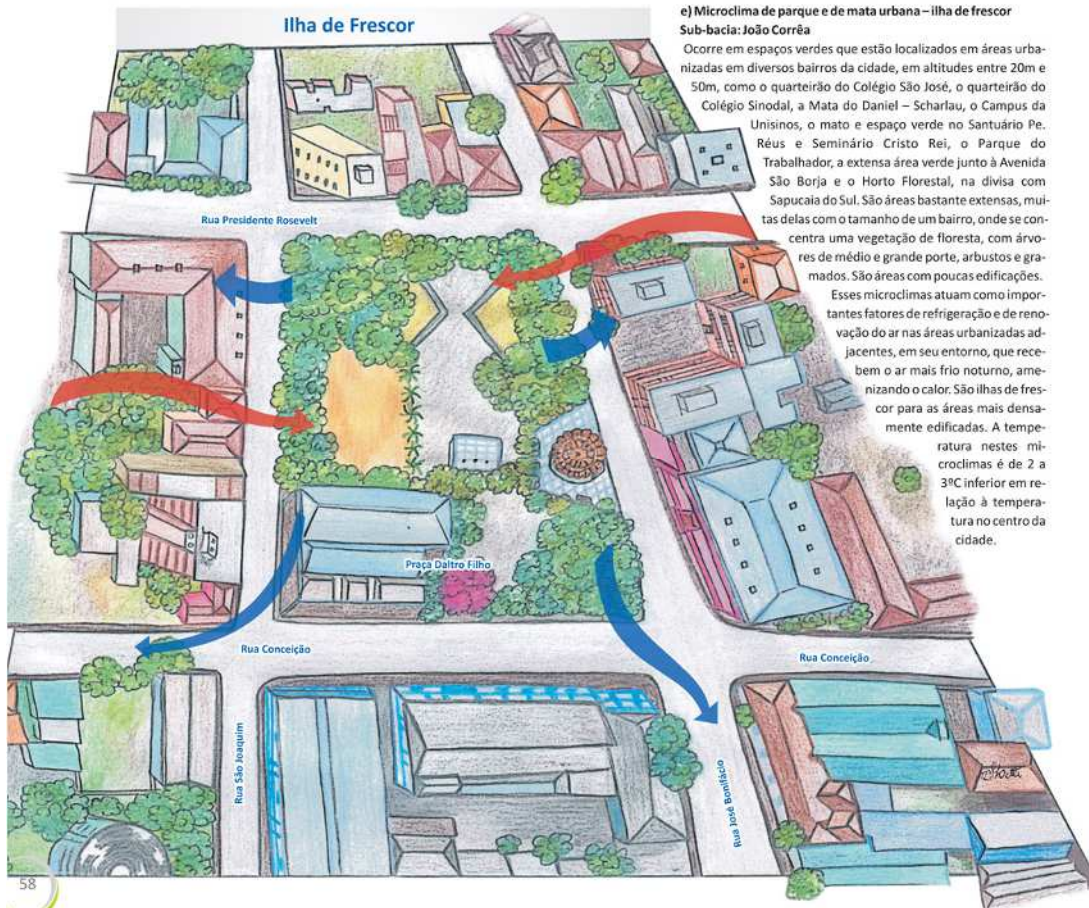 Ilha de Frescor
e) Microclima de parque e de mata urbana – ilha de frescor
Sub-bacia: João Corrêa
Ocorre em espaços verdes que estão localizados em áreas urba-
nizadas em diversos bairros da cidade, em altitudes entre 20m e
50m, como o quarteirão do Colégio São José, o quarteirão do
Colégio Sinodal, a Mata do Daniel – Scharlau, o Campus da
Unisinos, o mato e espaço verde no Santuário Pe.
Réus e Seminário Cristo Rei, o Parque do
Trabalhador, a extensa área verde junto à Avenida
São Borja e o Horto Florestal, na divisa com
Sapucaia do Sul. São áreas bastante extensas, mui-
tas delas com o tamanho de um bairro, onde se con-
centra uma vegetação de floresta, com árvo-
res de médio e grande porte, arbustos e gra-
mados. São áreas com poucas edificações.
Esses microclimas atuam como impor-
tantes fatores de refrigeração e de reno-
vação do ar nas áreas urbanizadas ad-
jacentes, em seu entorno, que rece-
bem o ar mais frio noturno, ame-
nizando o calor. São ilhas de fres-
cor para as áreas mais densa-
mente edificadas. A tempe-
ratura nestes mi-
croclimas é de 2 a
3ºC inferior em re-
lação à tempera-
tura no centro da
cidade.
Rua Presidente Rosevelt
Praça Daltro Filho
Rua Conceição
Rua Conceição
Rua São Joaquim
Rua José Bonifácio
58